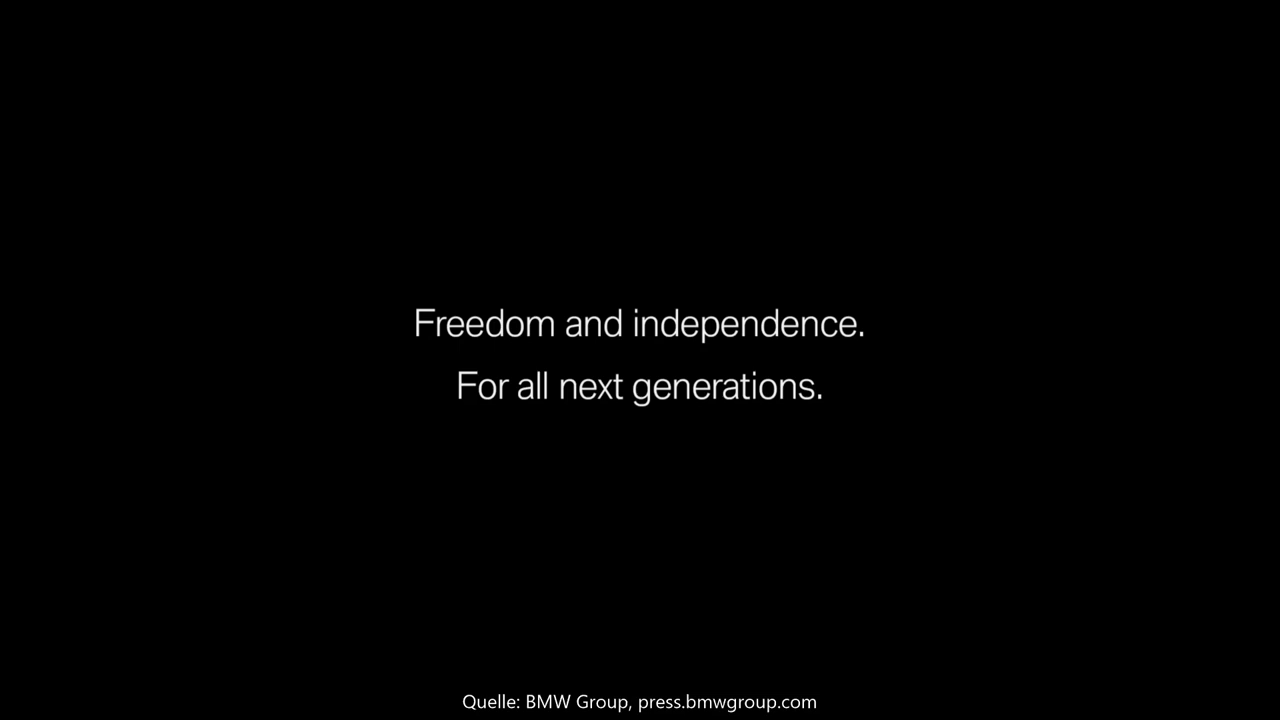 Freedom and independence.
For all next generations.
Quelle: BMW Group, press.bmwgroup.com